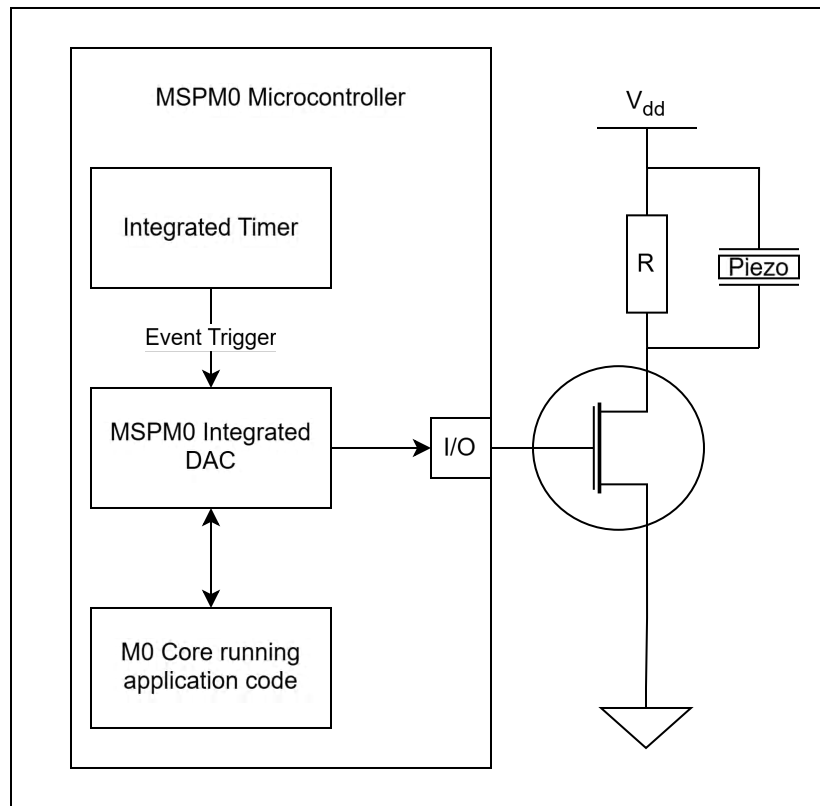 MSPM0 Microcontroller
Integrated Timer
Event Trigger
MSPM0 Integrated
DAC
I/O
M0 Core running
application code
Vdd
R
Piezo